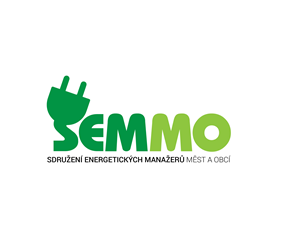 SEMMO
SDRUŽENÍ ENERGETICKÝCH MANAŽERŮ MĚST A OBCÍ